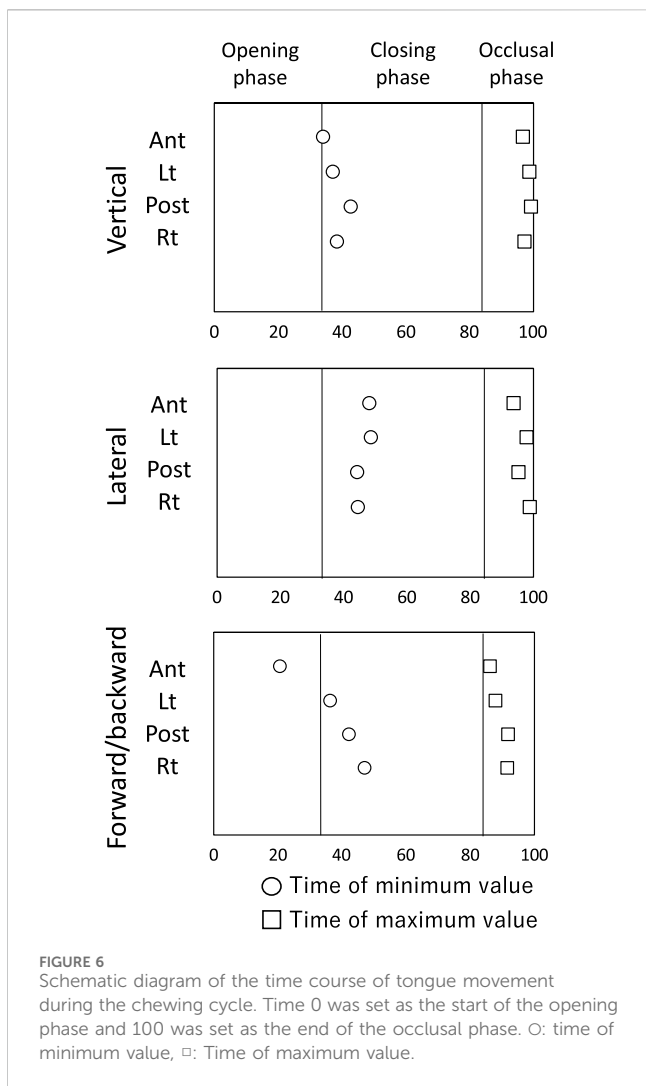 Opening phase
Closing phase
Occlusal phase
Vertical
Ant
Lt
Post
Rt
0 20 40 60 80 100
Lateral
Ant
Lt
Post
Rt
0 20 40 60 80 100
Forward/backward
Ant
Lt
Post
Rt
0 20 40 60 80 100
○ Time of minimum value
□ Time of maximum value
FIGURE 6
Schematic diagram of the time course of tongue movement
during the chewing cycle. Time 0 was set as the start of the opening
phase and 100 was set as the end of the occlusal phase. ○: time of
minimum value, □: Time of maximum value.